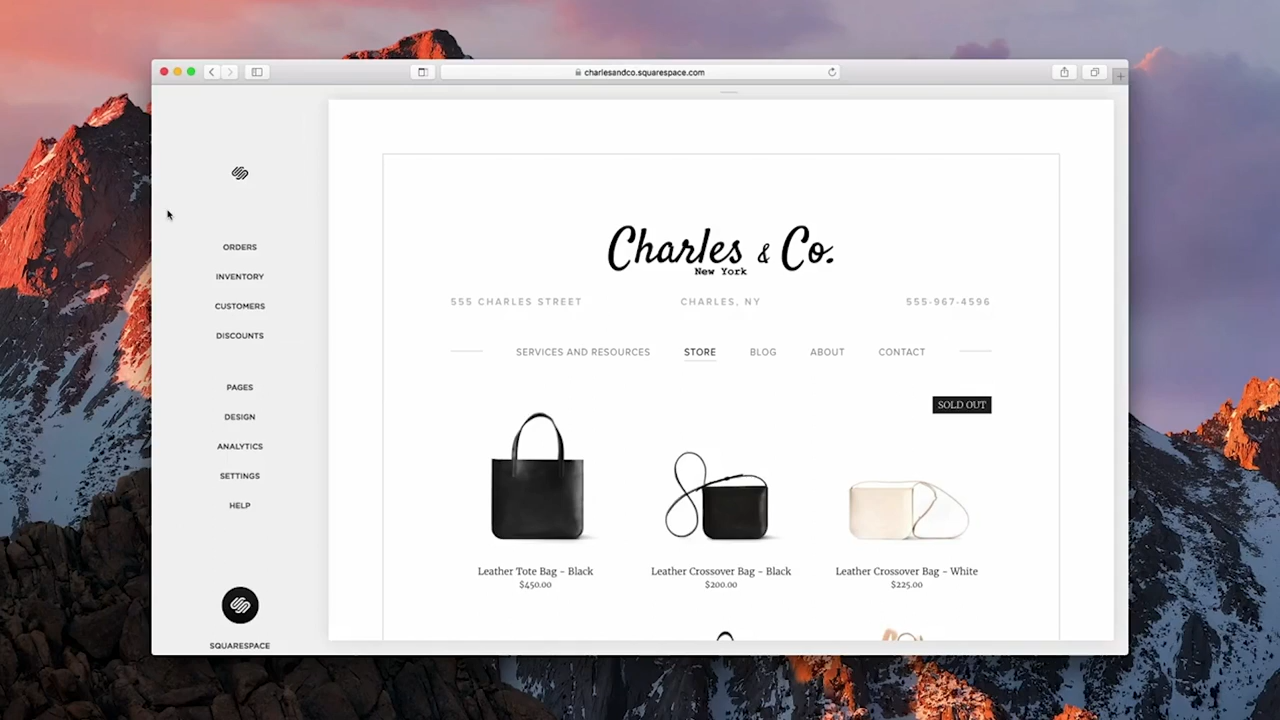 charlesandco.squarespace.com
ORDERS
INVENTORY
CUSTOMERS
DISCOUNTS
PAGES
DESIGN
ANALYTICS
SETTINGS
HELP
SQUARESPACE
Charles & Co.
New York
555 CHARLES STREET CHARLES, NY 555-967-4596
SERVICES AND RESOURCES STORE BLOG ABOUT CONTACT
SOLD OUT
Leather Tote Bag - Black Leather Crossover Bag - Black Leather Crossover Bag - White
$450.00 $200.00 $225.00